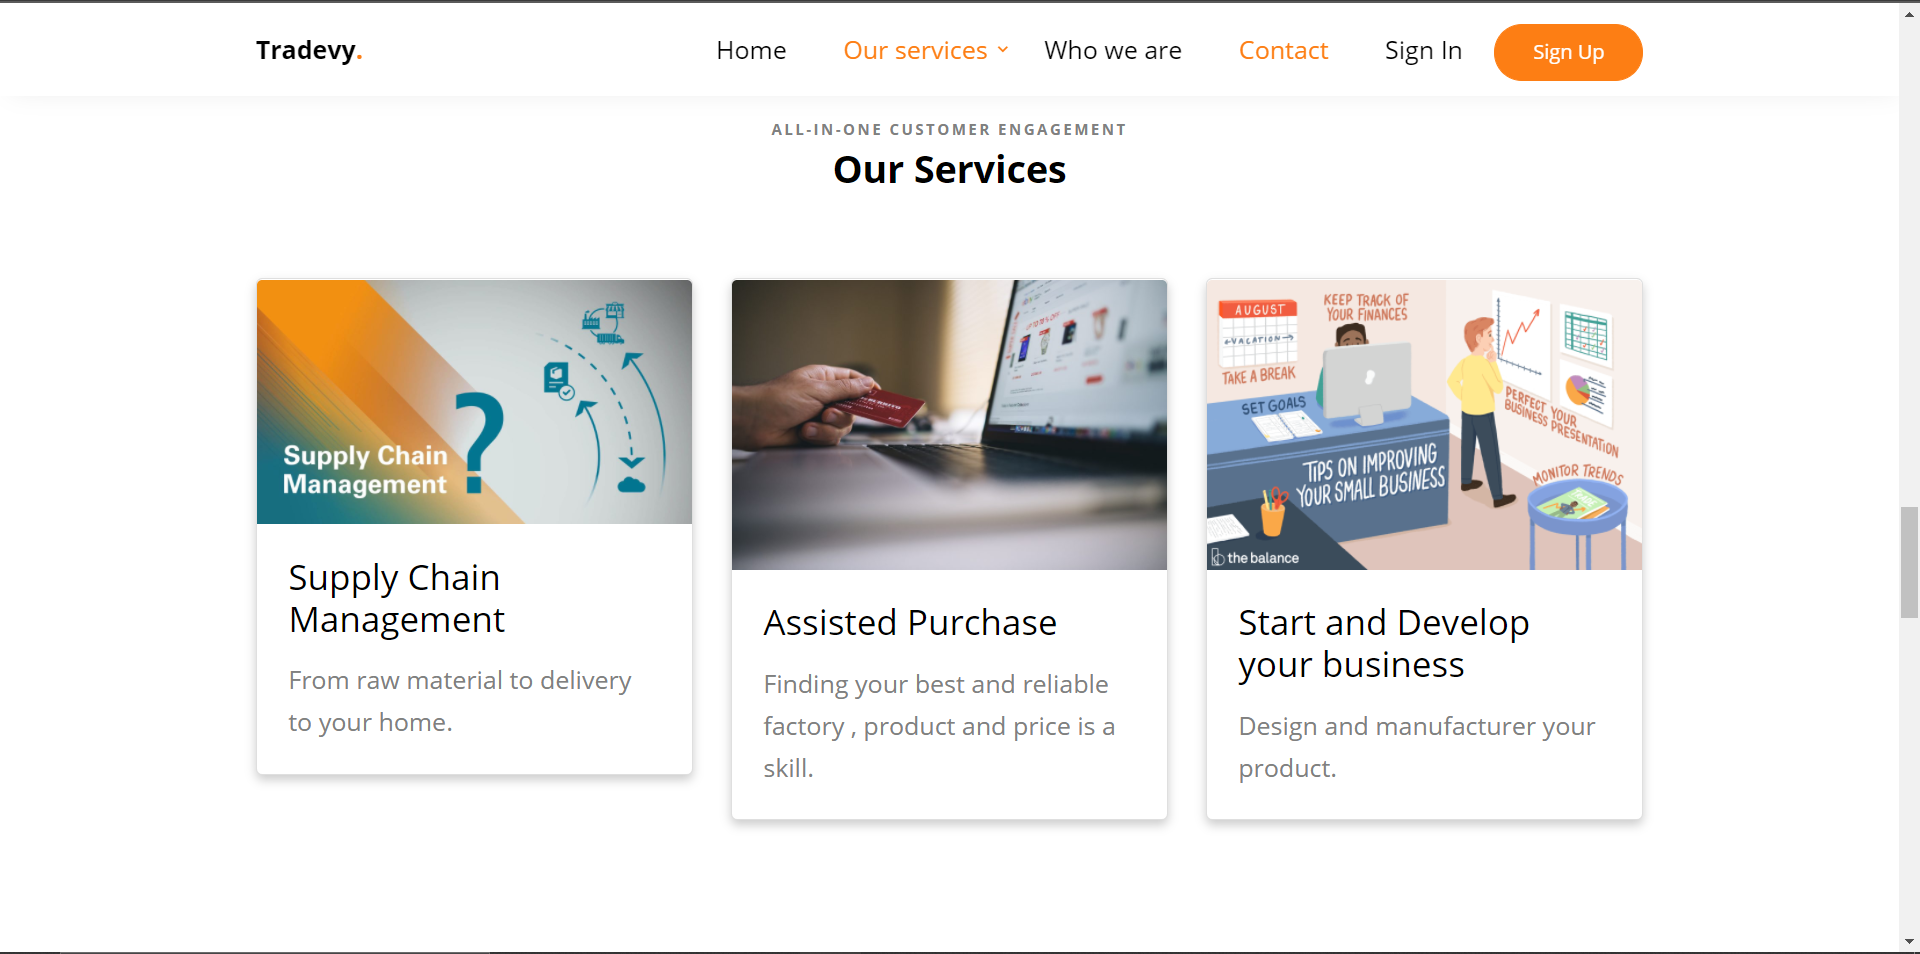 Tradevy.
Home
Our services
Who we are
Contact
Sign In
Sign Up
ALL-IN-ONE CUSTOMER ENGAGEMENT
Our Services
Supply Chain
Management
?
Supply Chain
Management
From raw material to delivery
to your home.
Assisted Purchase
Finding your best and reliable
factory , product and price is a
skill.
AUGUST
VACATION
TAKE A BREAK
KEEP TRACK OF
YOUR FINANCES
SET GOALS
TIPS ON IMPROVING
YOUR SMALL BUSINESS
PERFECT YOUR
BUSINESS PRESENTATION
MONITOR TRENDS
the balance
Start and Develop
your business
Design and manufacturer your
product.